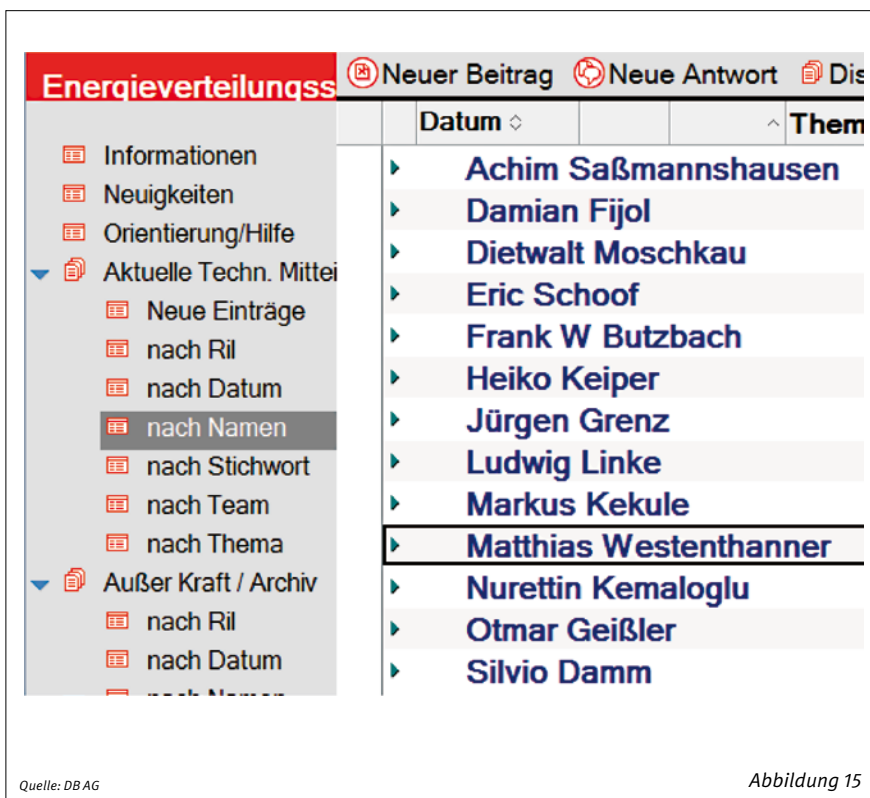 Energieverteilungss
Neuer Beitrag Neue Antwort Dis
Datum Them
Informationen
Neuigkeiten
Orientierung/Hilfe
Aktuelle Techn. Mittei
Neue Einträge
nach Ril
nach Datum
nach Namen
nach Stichwort
nach Team
nach Thema
Außer Kraft / Archiv
nach Ril
nach Datum
nach Namen
Achim Saßmannshausen
Damian Fijol
Dietwalt Moschkau
Eric Schoof
Frank W Butzbach
Heiko Keiper
Jürgen Grenz
Ludwig Linke
Markus Kekule
Matthias Westenthanner
Nurettin Kemaloglu
Otmar Geißler
Silvio Damm
Quelle: DB AG
Abbildung 15